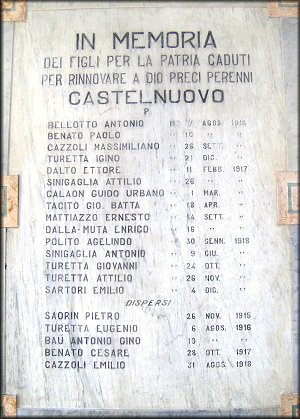 IN MEMORIA
DEI FIGLI PER LA PATRIA CADUTI
PER RINNOVARE A DIO PRECI PERENNI
CASTELNUOVO
P.
BELLOTTO ANTONIO 7 AGOS. 1916
BENATO PAOLO " 10 " "
CAZZOLI MASSIMILIANO " 26 SETT. "
TURETTA IGINO " 21 DIC. "
DALTO ETTORE " 11 FEBB. 1917
SINIGAGLIA ATTILIO " 26 " "
CALAON GUIDO URBANO " 1 MAR. "
TACITO GIO. BATTA " 18 APR. "
MATTIAZZO ERNESTO " 14 SETT. "
DALLA-MUTA ENRICO " 16 " "
POLITO AGELINDO " 30 GENN. 1918
SINIGAGLIA ANTONIO " 9 GIU. "
TURETTA GIOVANNI " 24 OTT. "
TURETTA ATTILIO " 26 NOV. "
SARTORI EMILIO " 4 DIC. "
DISPERSI
SAORIN PIETRO 26 NOV. 1915
TURETTA EUGENIO 6 AGOS. 1916
BAÙ ANTONIO GINO 10 " "
BENATO CESARE 28 OTT. 1917
CAZZOLI EMILIO 31 AGOS. 1918